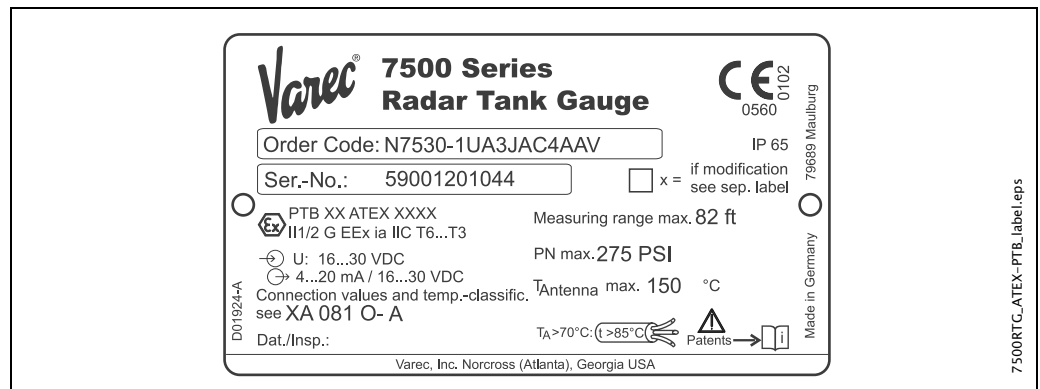 Varec®
7500 Series
Radar Tank Gauge
CE 0102
0560
Order Code: N7530-1UA3JAC4AAV
IP 65
Ser.-No.: 59001201044
x = if modification
see sep. label
Ex
PTB XX ATEX XXXX
II1/2 G EEx ia IIC T6...T3
U: 16...30 VDC
4...20 mA / 16...30 VDC
Connection values and temp.-classific.
see XA 081 O- A
Dat./Insp.:
Measuring range max. 82 ft
PN max. 275 PSI
TAntenna max. 150 °C
TA>70°C: t >85°C
Patents
i
Varec, Inc. Norcross (Atlanta), Georgia USA
D01924-A
79689 Maulburg
Made in Germany
7500RTG_ATEX-PTB_label.eps